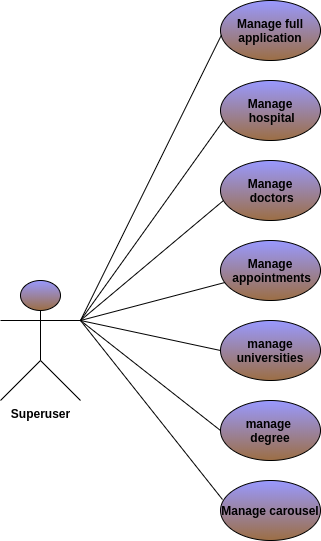 Manage full
application
Manage
hospital
Manage
doctors
Manage
appointments
manage
universities
manage
degree
Manage carousel
Superuser